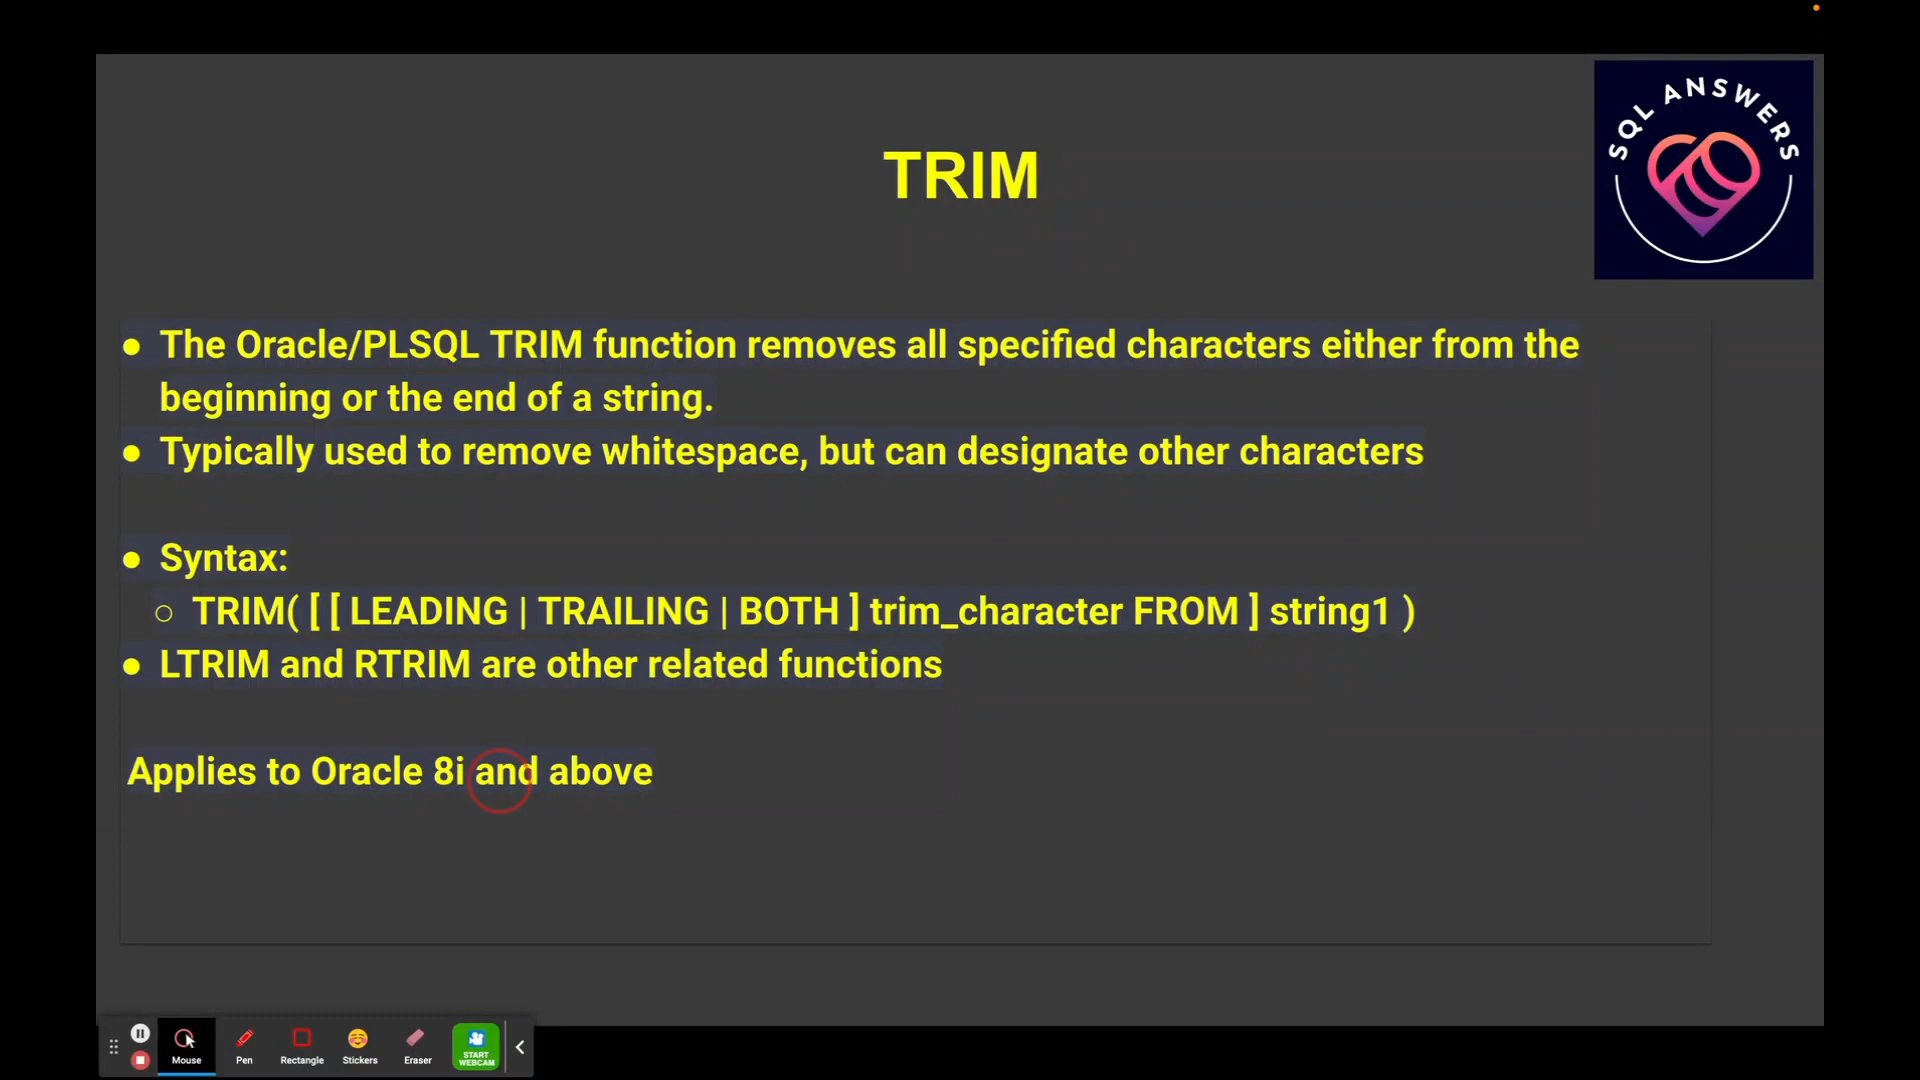 SQL ANSWERS
TRIM
● The Oracle/PLSQL TRIM function removes all specified characters either from the
beginning or the end of a string.
● Typically used to remove whitespace, but can designate other characters
● Syntax:
○ TRIM( [ [ LEADING | TRAILING | BOTH ] trim_character FROM ] string1 )
● LTRIM and RTRIM are other related functions
Applies to Oracle 8i and above
Mouse
Pen
Rectangle
Stickers
Eraser
START
WEBCAM